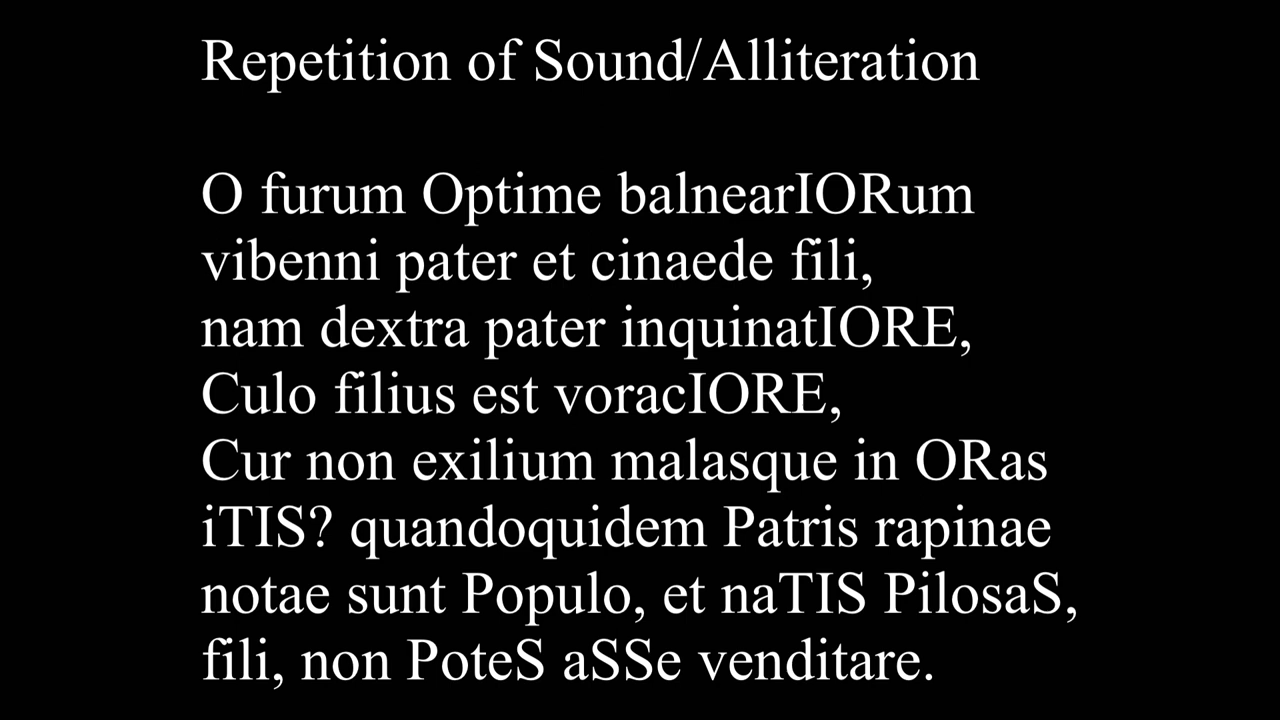 Repetition of Sound/Alliteration
O furum Optime balnearIORum
vibenni pater et cinaede fili,
nam dextra pater inquinatIORE,
Culo filius est voracIORE,
Cur non exilium malasque in ORas
iTIS? quandoquidem Patris rapinae
notae sunt Populo, et naTIS PilosaS,
fili, non PoteS aSSe venditare.